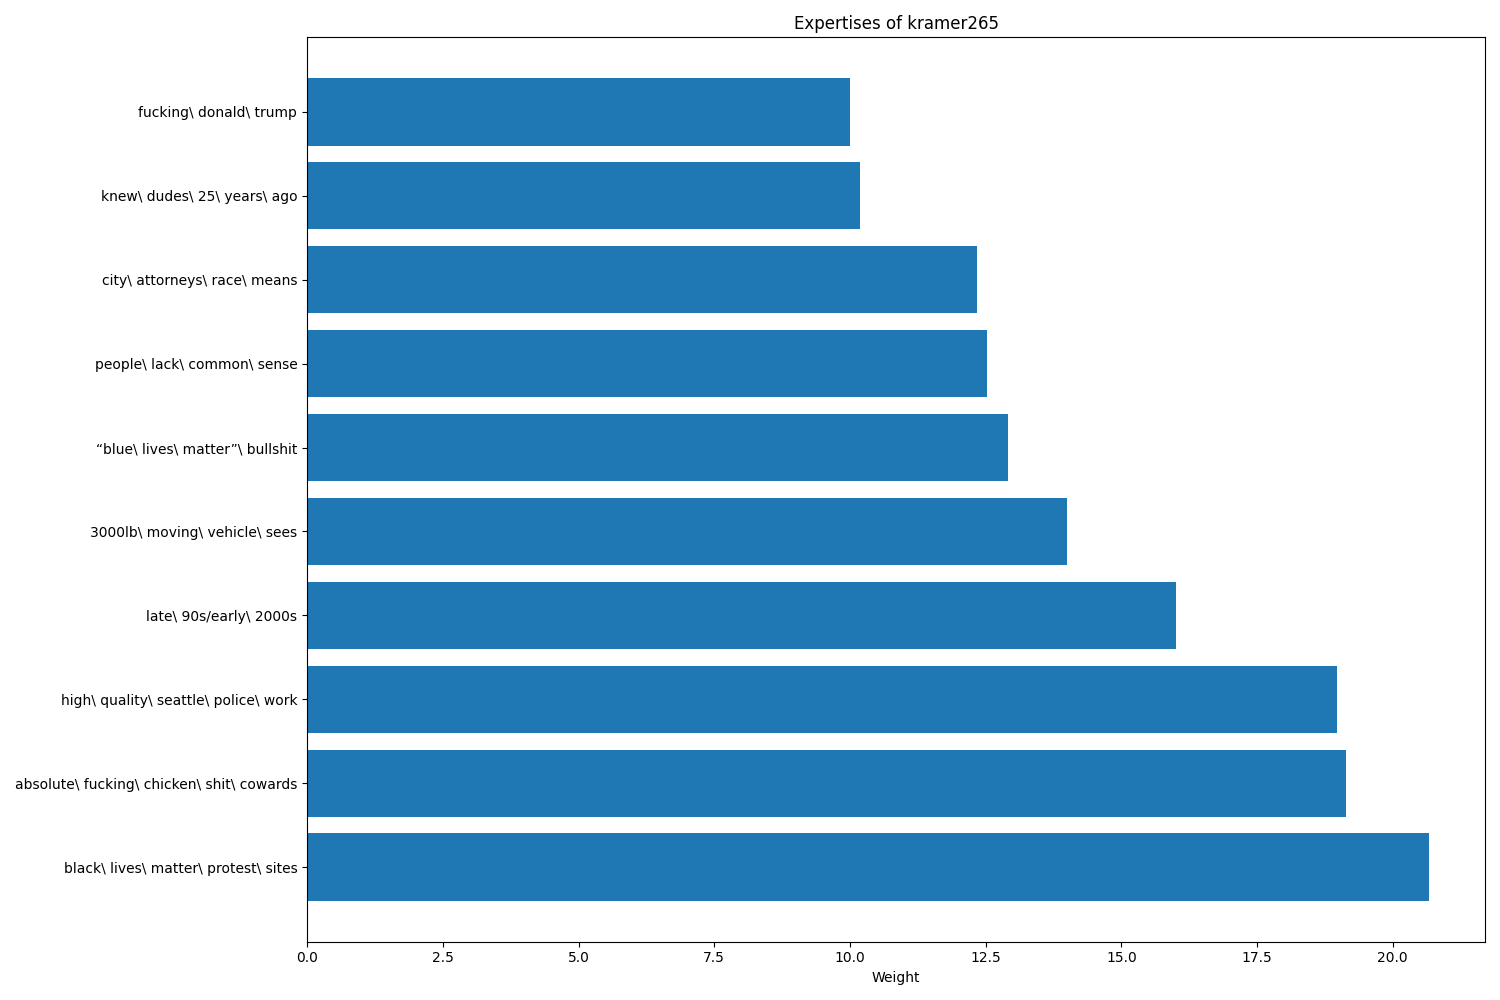 Expertises of kramer265
fucking\ donald\ trump
knew\ dudes\ 25\ years\ ago
city\ attorneys\ race\ means
people\ lack\ common\ sense
“blue\ lives\ matter”\ bullshit
3000lb\ moving\ vehicle\ sees
late\ 90s/early\ 2000s
high\ quality\ seattle\ police\ work
absolute\ fucking\ chicken\ shit\ cowards
black\ lives\ matter\ protest\ sites
0.0 2.5 5.0 7.5 10.0 12.5 15.0 17.5 20.0
Weight